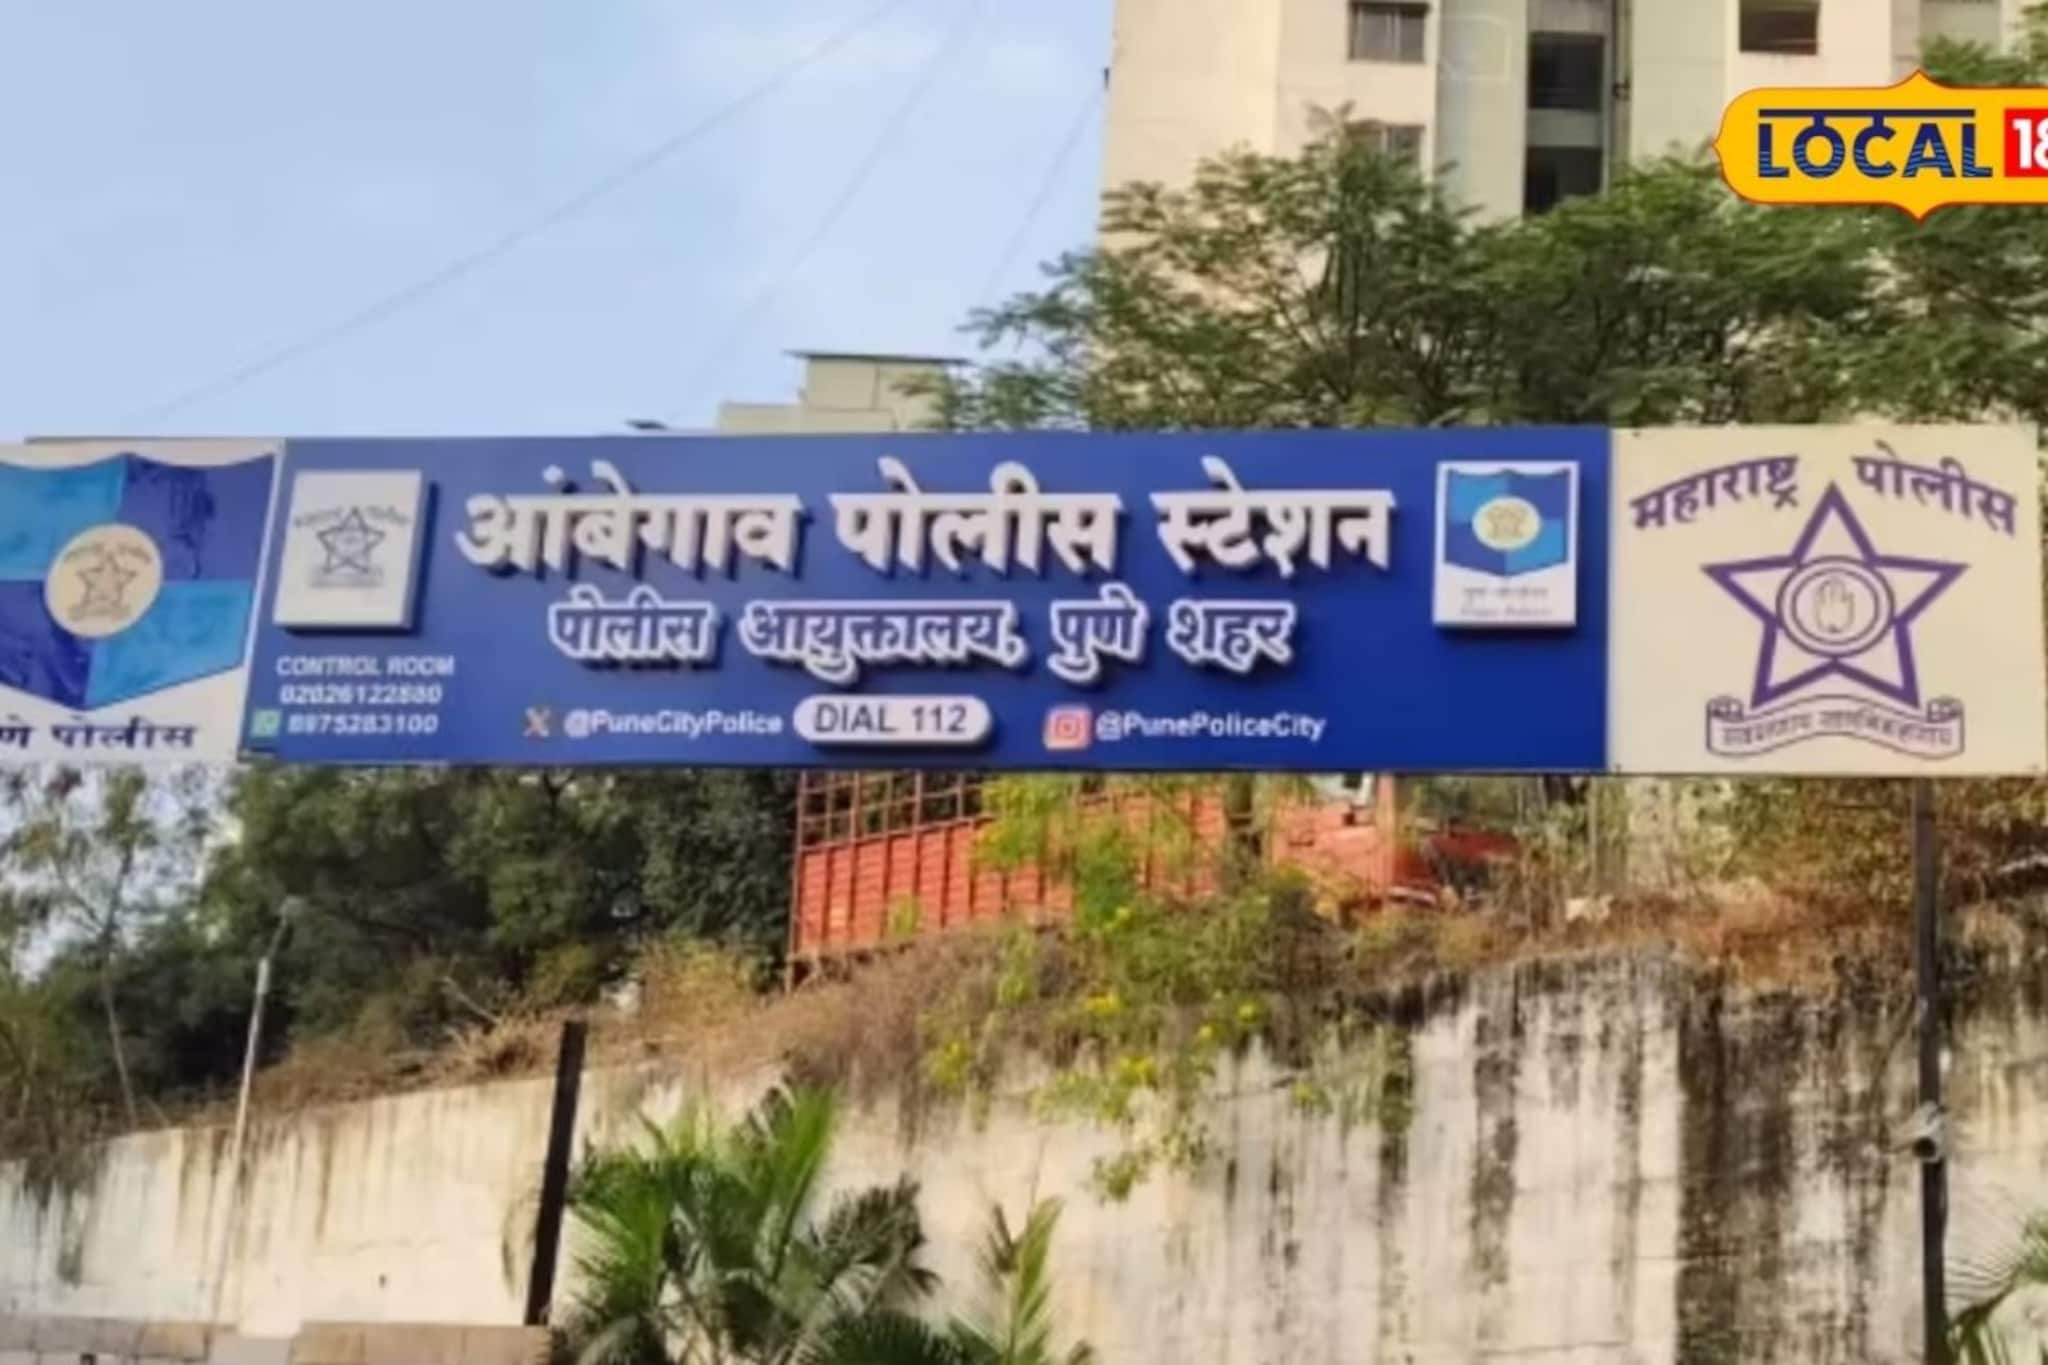 LOCAL 18
आंबेगाव पोलीस स्टेशन
पोलीस आयुक्तालय, पुणे शहर
CONTROL ROOM
02026122880
8975283100
@PuneCityPolice
DIAL 112
@PunePoliceCity
पोलीस
महाराष्ट्र पोलीस